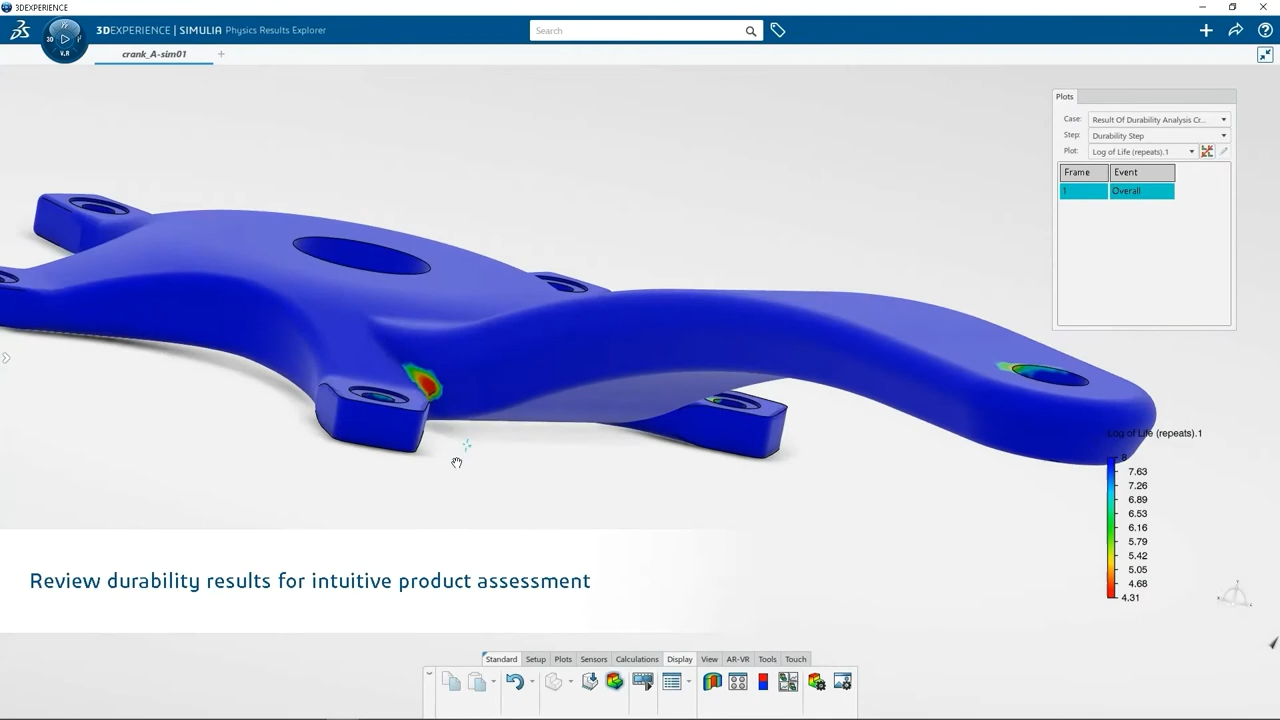 3DEXPERIENCE
3DEXPERIENCE | SIMULIA Physics Results Explorer
Search
3D
V.R
crank_A-sim01
Plots
Case: Result Of Durability Analysis Cr...
Step: Durability Step
Plot: Log of Life (repeats).1
Frame Event
1 Overall
Log of Life (repeats).1
8
7.63
7.26
6.89
6.53
6.16
5.79
5.42
5.05
4.68
4.31
Review durability results for intuitive product assessment
Standard Setup Plots Sensors Calculations Display View AR-VR Tools Touch